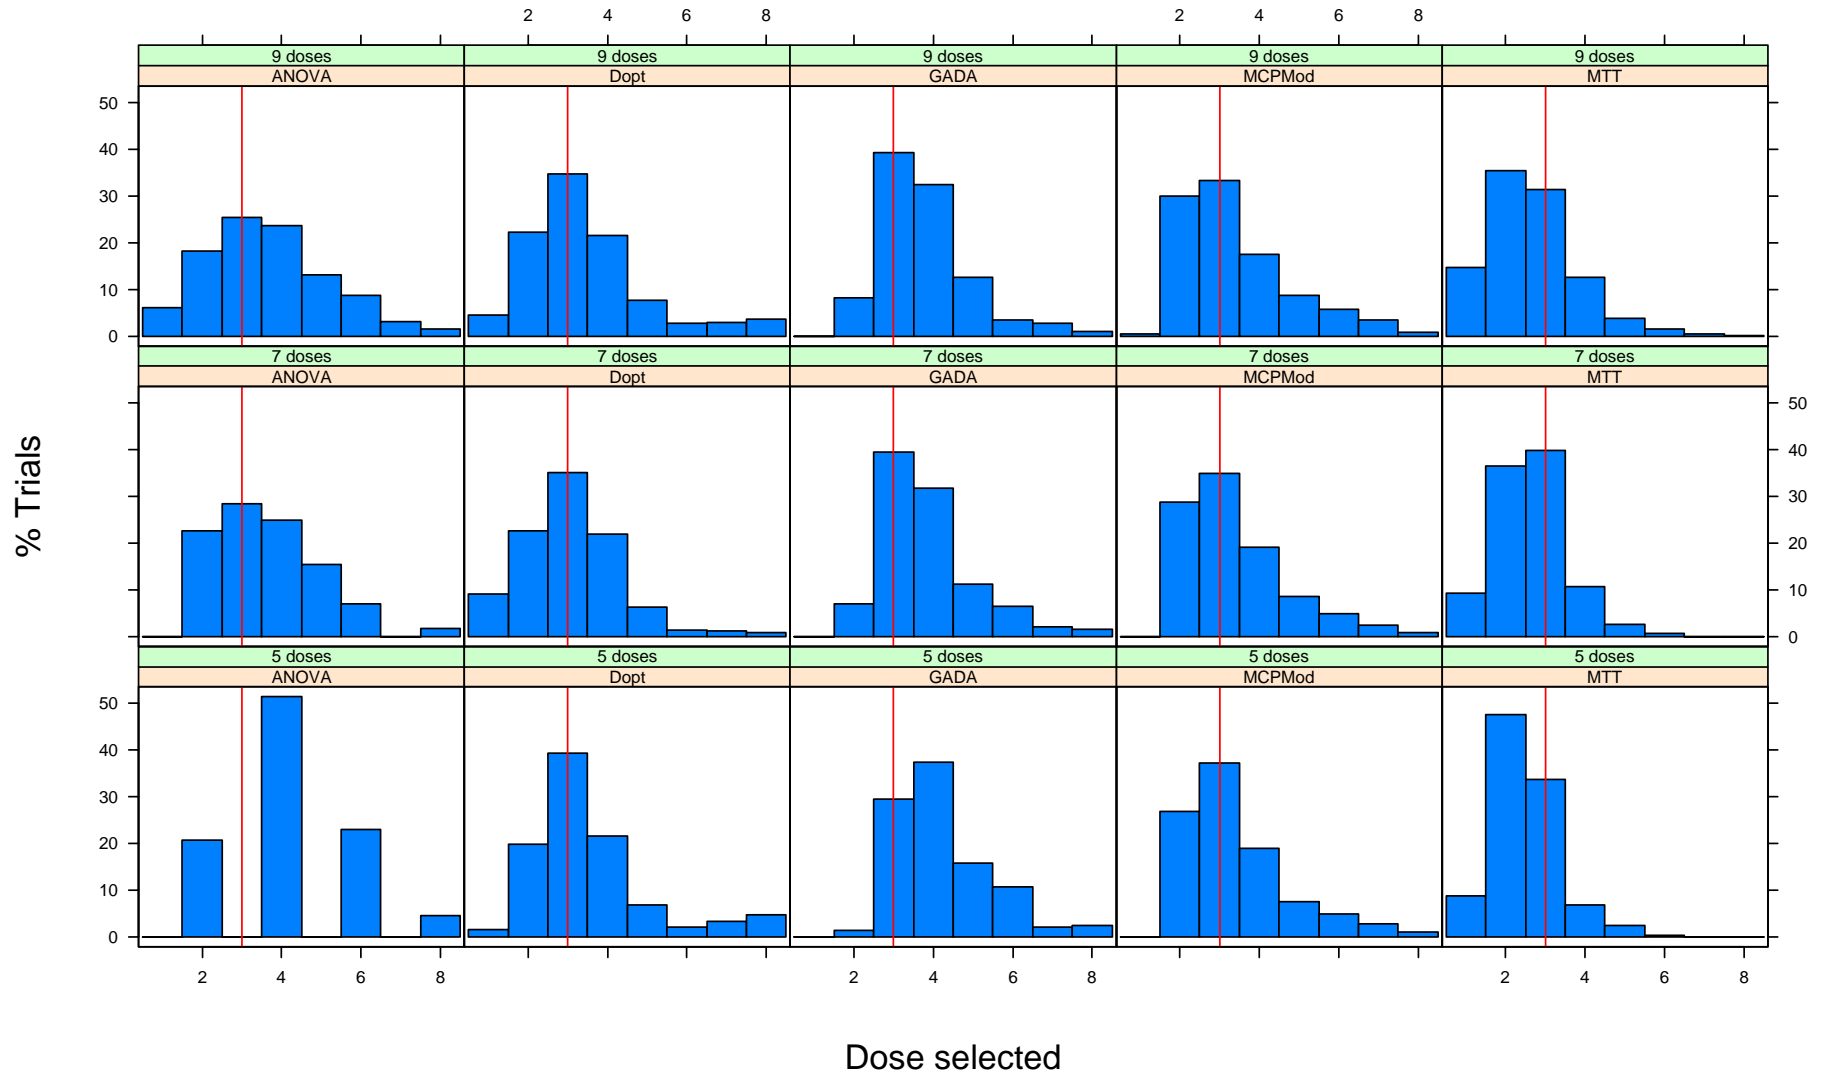 2 4 6 8 2 4 6 8
9 doses 9 doses 9 doses 9 doses 9 doses
ANOVA Dopt GADA MCPMod MTT
50
40
30
20
10
0
7 doses 7 doses 7 doses 7 doses 7 doses
ANOVA Dopt GADA MCPMod MTT
50
40
30
20
10
0
% Trials
5 doses 5 doses 5 doses 5 doses 5 doses
ANOVA Dopt GADA MCPMod MTT
50
40
30
20
10
0
2 4 6 8 2 4 6 8 2 4 6 8
Dose selected